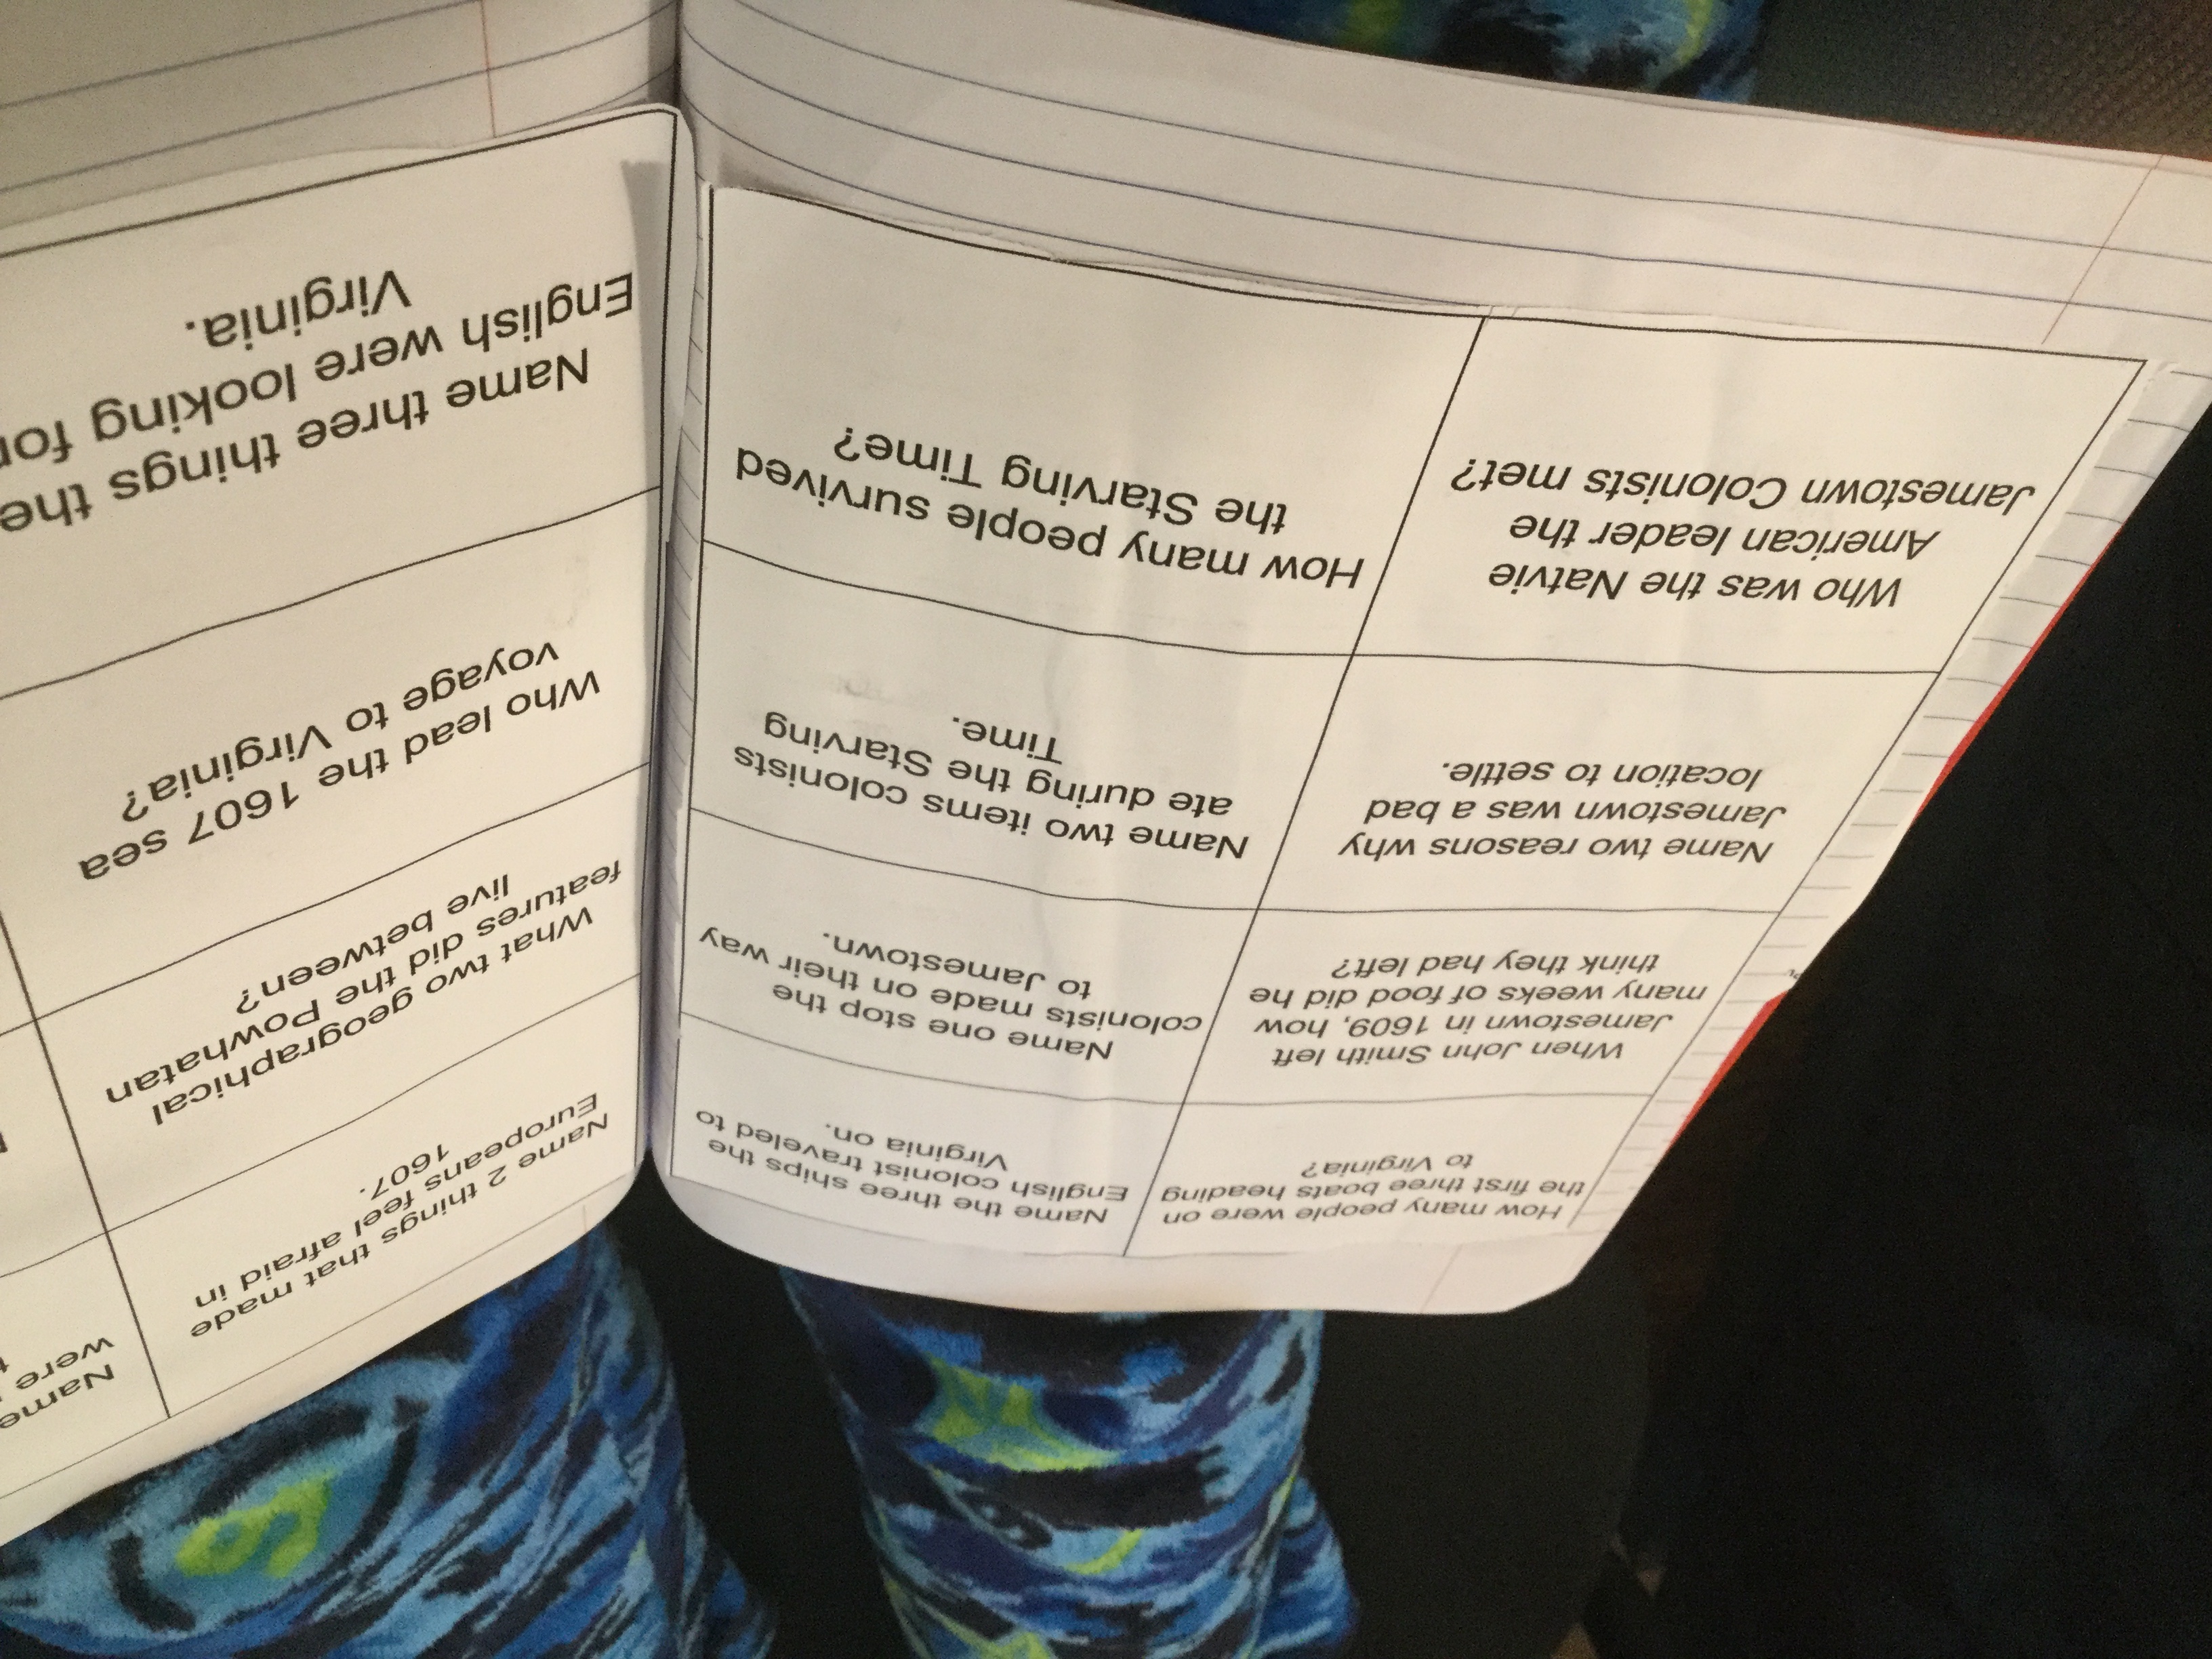 How many people were on
the first three boats heading
to Virginia?
Name the three ships the
English colonist traveled to
Virginia on.
When John Smith left
Jamestown in 1609, how
many weeks of food did he
think they had left?
Name one stop the
colonists made on their way
to Jamestown.
Name two reasons why
Jamestown was a bad
location to settle.
Name two items colonists
ate during the Starving
Time.
Who was the Natvie
American leader the
Jamestown Colonists met?
How many people survived
the Starving Time?
Name 2 things that made
Europeans feel afraid in
1607.
Name
were
What two geographical
features did the Powhatan
live between?
Who lead the 1607 sea
voyage to Virginia?
Name three things the
English were looking for
Virginia.